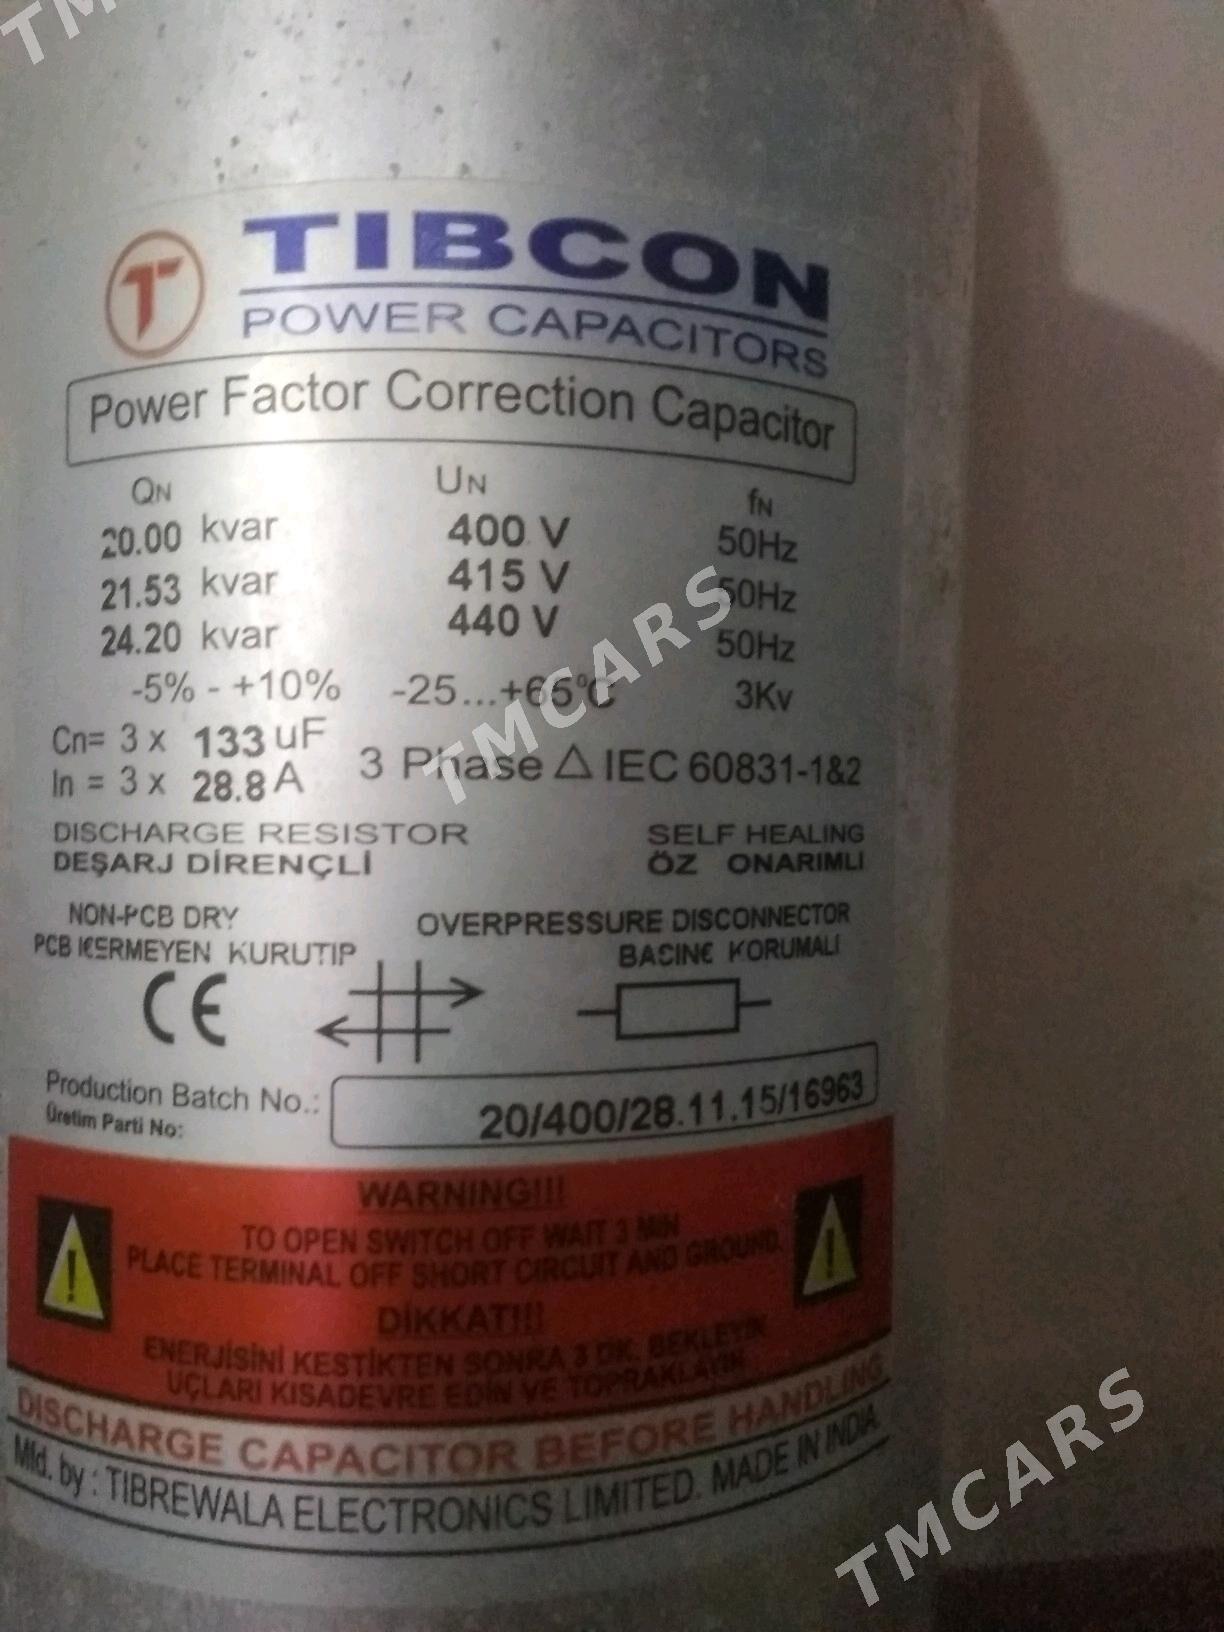 TM
T TIBCON
POWER CAPACITORS
Power Factor Correction Capacitor
QN UN fN
20.00 kvar 400 V 50Hz
21.53 kvar 415 V 50Hz
24.20 kvar 440 V 50Hz
-5% - +10% -25...+65°C 3Kv
Cn= 3 x 133 uF
In = 3 x 28.8 A 3 Phase △ IEC 60831-1&2
DISCHARGE RESISTOR SELF HEALING
DEŞARJ DİRENÇLİ ÖZ ONARIMLI
NON-PCB DRY OVERPRESSURE DISCONNECTOR
PCB KURUTIP KORUMALI
CE
Production Batch No.: 20/400/28.11.15/16963
Üretim Parti No:
WARNING!!!
TO OPEN SWITCH OFF WAIT 3 MIN
PLACE TERMINAL OFF SHORT CIRCUIT AND GROUND.
DİKKAT!!!
ENERJİSİNİ KESTİKTEN SONRA 3 DK. BEKLEYİN
UÇLARI KISADEVRE EDİN VE TOPRAKLAYIN
DISCHARGE CAPACITOR BEFORE HANDLING
Mfd. by : TIBREWALA ELECTRONICS LIMITED. MADE IN INDIA.
TMCARS
TMCARS